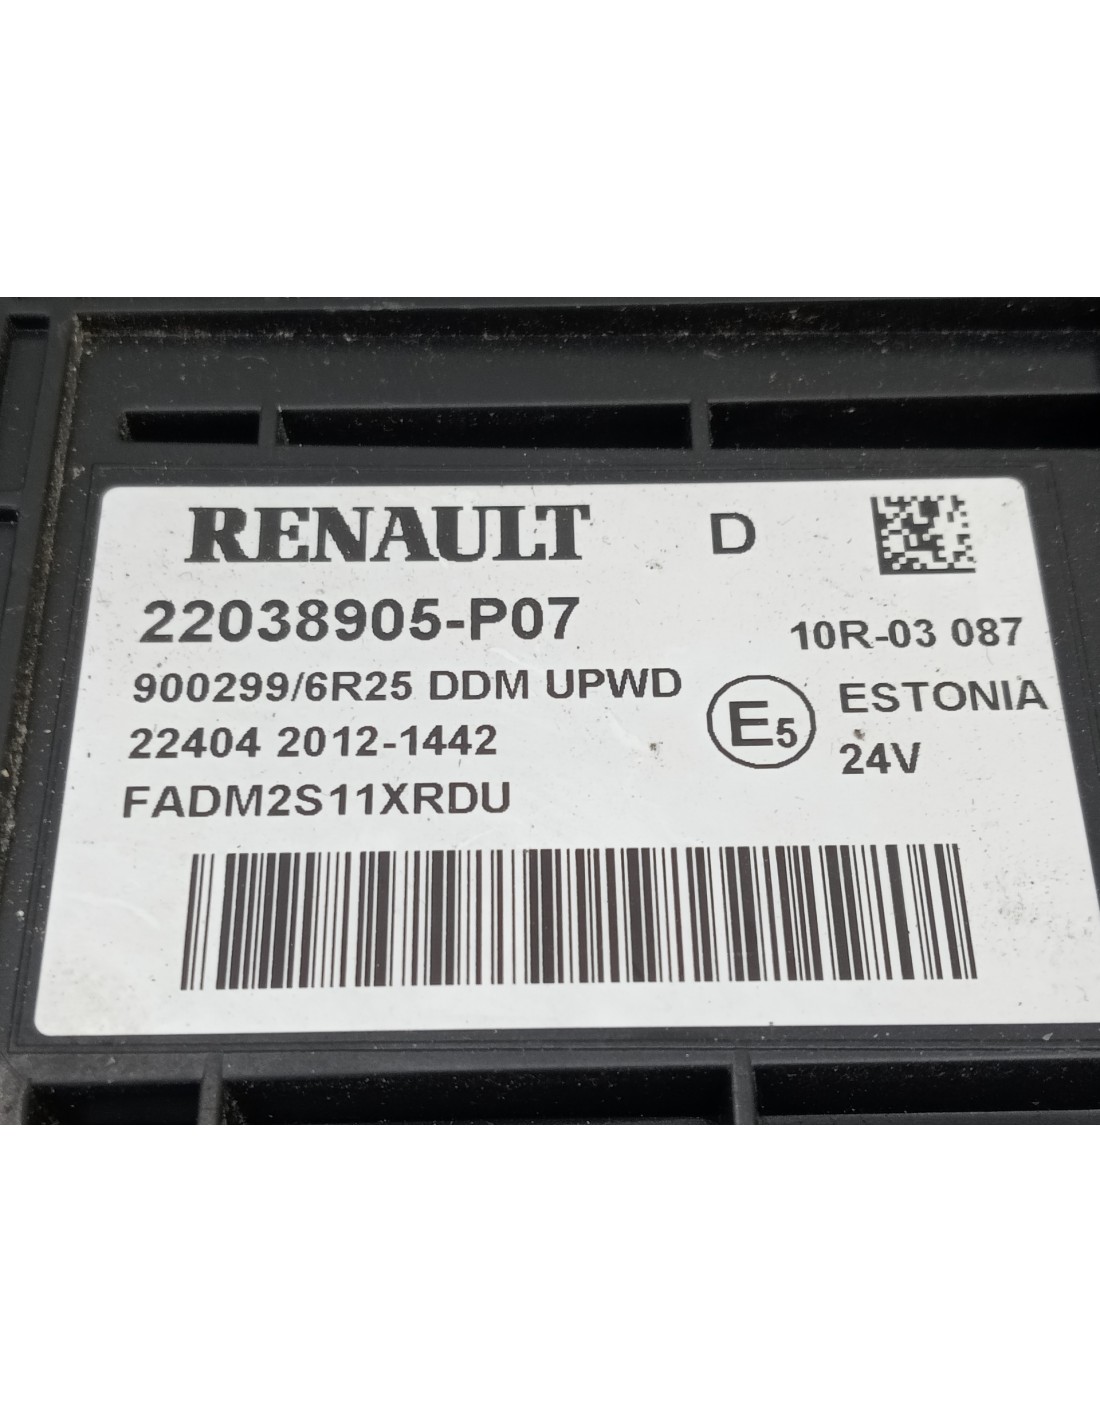 RENAULT D
22038905-P07
10R-03 087
900299/6R25 DDM UPWD
E5 ESTONIA
22404 2012-1442
24V
FADM2S11XRDU